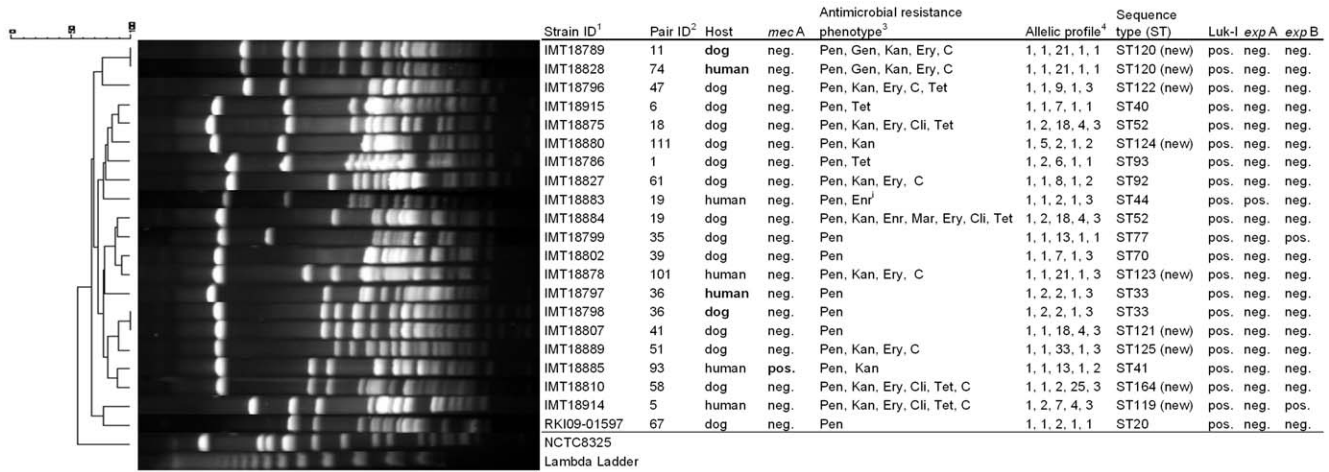 Antimicrobial resistance Sequence
Strain ID1 Pair ID2 Host mecA phenotype3 Allelic profile4 type (ST) Luk-I expA expB
IMT18789 11 dog neg. Pen, Gen, Kan, Ery, C 1, 1, 21, 1, 1 ST120 (new) pos. neg. neg.
IMT18828 74 human neg. Pen, Gen, Kan, Ery, C 1, 1, 21, 1, 1 ST120 (new) pos. neg. neg.
IMT18796 47 dog neg. Pen, Kan, Ery, C, Tet 1, 1, 9, 1, 3 ST122 (new) pos. neg. neg.
IMT18915 6 dog neg. Pen, Tet 1, 1, 7, 1, 1 ST40 pos. neg. neg.
IMT18875 18 dog neg. Pen, Kan, Ery, Cli, Tet 1, 2, 18, 4, 3 ST52 pos. neg. neg.
IMT18880 111 dog neg. Pen, Kan 1, 5, 2, 1, 2 ST124 (new) pos. neg. neg.
IMT18786 1 dog neg. Pen, Tet 1, 2, 6, 1, 1 ST93 pos. neg. neg.
IMT18827 61 dog neg. Pen, Kan, Ery, C 1, 1, 8, 1, 2 ST92 pos. neg. neg.
IMT18883 19 human neg. Pen, Enri 1, 1, 2, 1, 3 ST44 pos. pos. neg.
IMT18884 19 dog neg. Pen, Kan, Enr, Mar, Ery, Cli, Tet 1, 2, 18, 4, 3 ST52 pos. neg. neg.
IMT18799 35 dog neg. Pen 1, 1, 13, 1, 1 ST77 pos. neg. pos.
IMT18802 39 dog neg. Pen 1, 1, 7, 1, 3 ST70 pos. neg. neg.
IMT18878 101 human neg. Pen, Kan, Ery, C 1, 1, 21, 1, 3 ST123 (new) pos. neg. neg.
IMT18797 36 human neg. Pen 1, 2, 2, 1, 3 ST33 pos. neg. neg.
IMT18798 36 dog neg. Pen 1, 2, 2, 1, 3 ST33 pos. neg. neg.
IMT18807 41 dog neg. Pen 1, 1, 18, 4, 3 ST121 (new) pos. neg. neg.
IMT18889 51 dog neg. Pen, Kan, Ery, C 1, 1, 33, 1, 3 ST125 (new) pos. neg. neg.
IMT18885 93 human pos. Pen, Kan 1, 1, 13, 1, 2 ST41 pos. neg. neg.
IMT18810 58 dog neg. Pen, Kan, Ery, Cli, Tet, C 1, 1, 2, 25, 3 ST164 (new) pos. neg. neg.
IMT18914 5 human neg. Pen, Kan, Ery, Cli, Tet, C 1, 2, 7, 4, 3 ST119 (new) pos. neg. pos.
RKI09-01597 67 dog neg. Pen 1, 1, 2, 1, 1 ST20 pos. neg. neg.
NCTC8325
Lambda Ladder